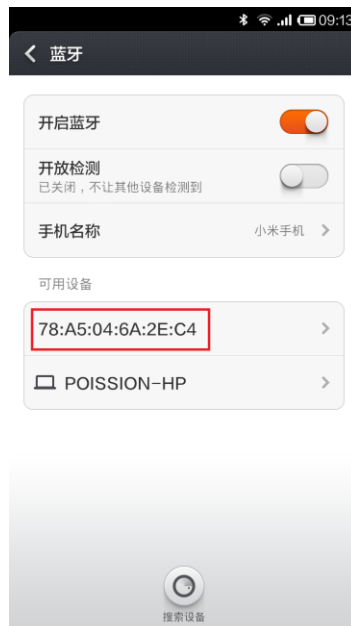 09:13
蓝牙
开启蓝牙
开放检测
已关闭，不让其他设备检测到
手机名称 小米手机
可用设备
78:A5:04:6A:2E:C4
POISSION-HP
搜索设备